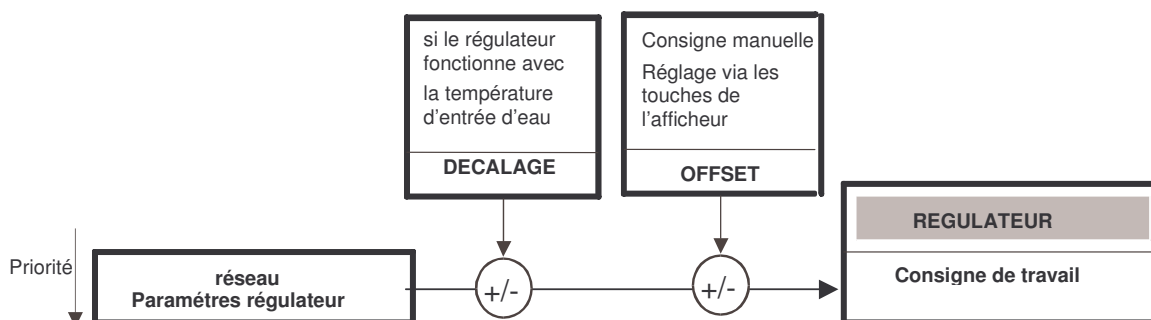 si le régulateur
fonctionne avec
la température
d'entrée d'eau
DECALAGE
Consigne manuelle
Réglage via les
touches de
l'afficheur
OFFSET
REGULATEUR
Consigne de travail
Priorité
réseau
Paramétres régulateur
+/-
+/-